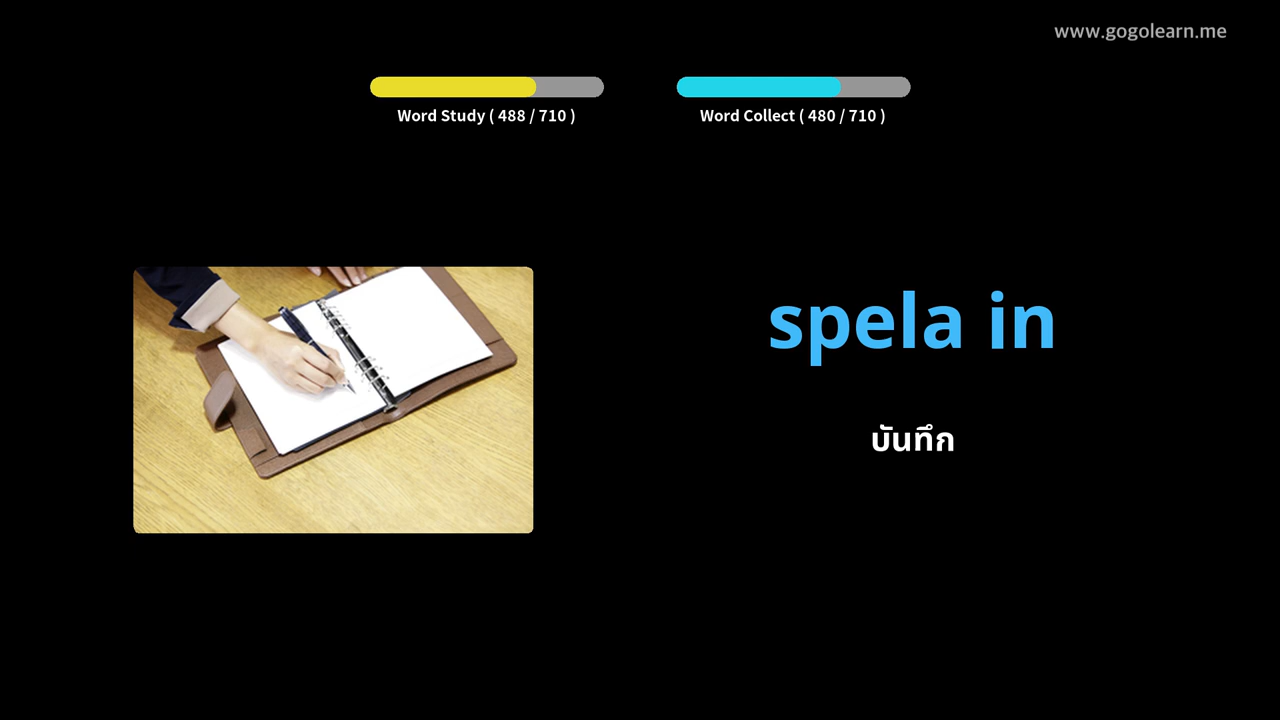 www.gogolearn.me
Word Study ( 488 / 710 )
Word Collect ( 480 / 710 )
spela in
บันทึก